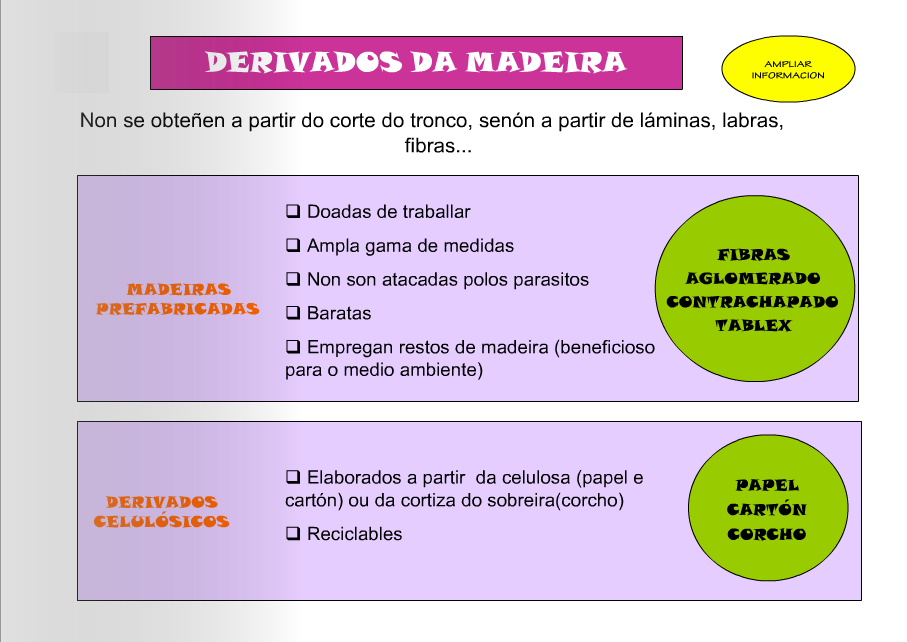 DERIVADOS DA MADEIRA
AMPLIAR
INFORMACION
Non se obteñen a partir do corte do tronco, senón a partir de láminas, labras,
fibras...
MADEIRAS
PREFABRICADAS
❑ Doadas de traballar
❑ Ampla gama de medidas
❑ Non son atacadas polos parasitos
❑ Baratas
❑ Empregan restos de madeira (beneficioso
para o medio ambiente)
FIBRAS
AGLOMERADO
CONTRACHAPADO
TABLEX
DERIVADOS
CELULÓSICOS
❑ Elaborados a partir  da celulosa (papel e
cartón) ou da cortiza do sobreira(corcho)
❑ Reciclables
PAPEL
CARTÓN
CORCHO